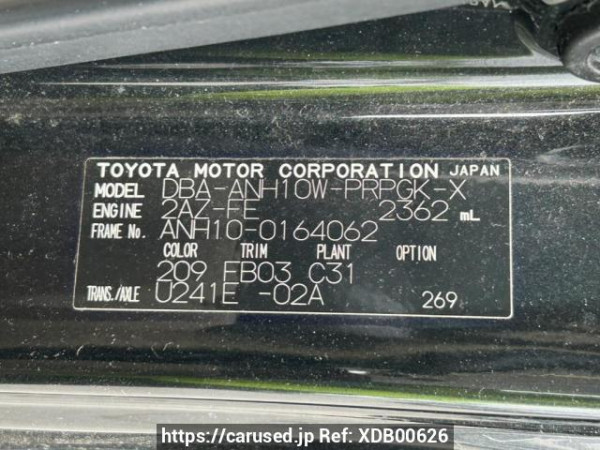 TOYOTA MOTOR CORPORATION JAPAN
MODEL DBA-ANH10W-PRPGK-X
ENGINE 2AZ-FE 2362 mL
FRAME No. ANH10-0164062
COLOR TRIM PLANT OPTION
209 FB03 C31
TRANS./AXLE U241E -02A 269
https://carused.jp Ref: XDB00626